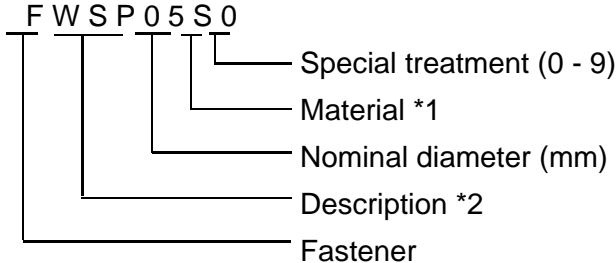 F W S P 0 5 S 0
Special treatment (0 - 9)
Material *1
Nominal diameter (mm)
Description *2
Fastener